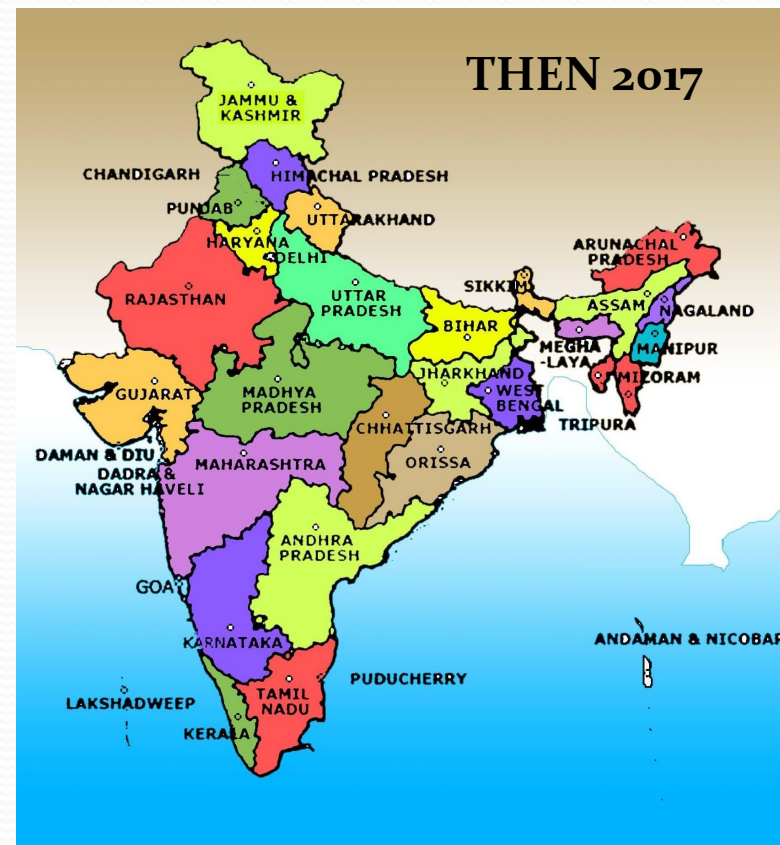 THEN 2017
JAMMU &
KASHMIR
CHANDIGARH
HIMACHAL PRADESH
PUNJAB
UTTARAKHAND
HARYANA
DELHI
ARUNACHAL
PRADESH
SIKKIM
RAJASTHAN
UTTAR
PRADESH
ASSAM
NAGALAND
BIHAR
MEGHA
-LAYA
MANIPUR
JHARKHAND
MIZORAM
GUJARAT
MADHYA
PRADESH
WEST
BENGAL
CHHATTISGARH
TRIPURA
DAMAN & DIU
MAHARASHTRA
ORISSA
DADRA &
NAGAR HAVELI
ANDHRA
PRADESH
GOA
KARNATAKA
ANDAMAN & NICOBAR
PUDUCHERRY
LAKSHADWEEP
TAMIL
NADU
KERALA